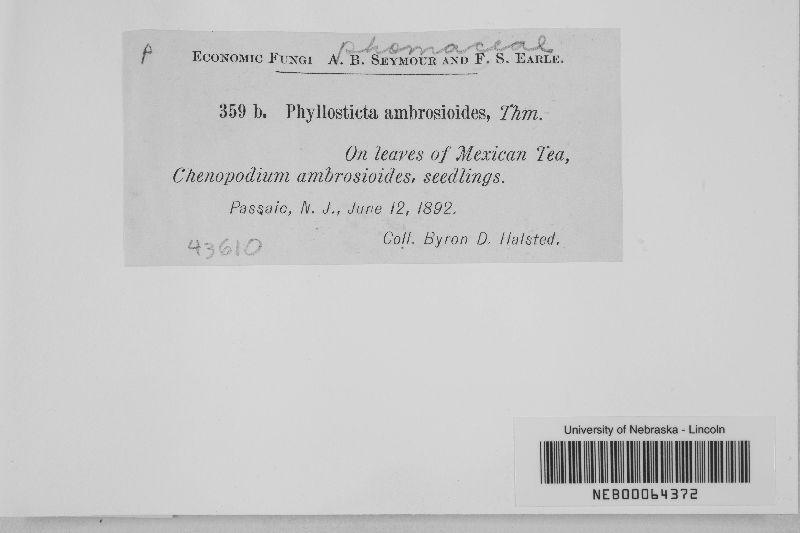 P phomaceae
Economic Fungi A. B. Seymour and F. S. Earle.
359 b. Phyllosticta ambrosioides, Thm.
On leaves of Mexican Tea,
Chenopodium ambrosioides, seedlings.
Passaic, N. J., June 12, 1892.
Coll. Byron D. Halsted.
43610
University of Nebraska - Lincoln
NEB00064372